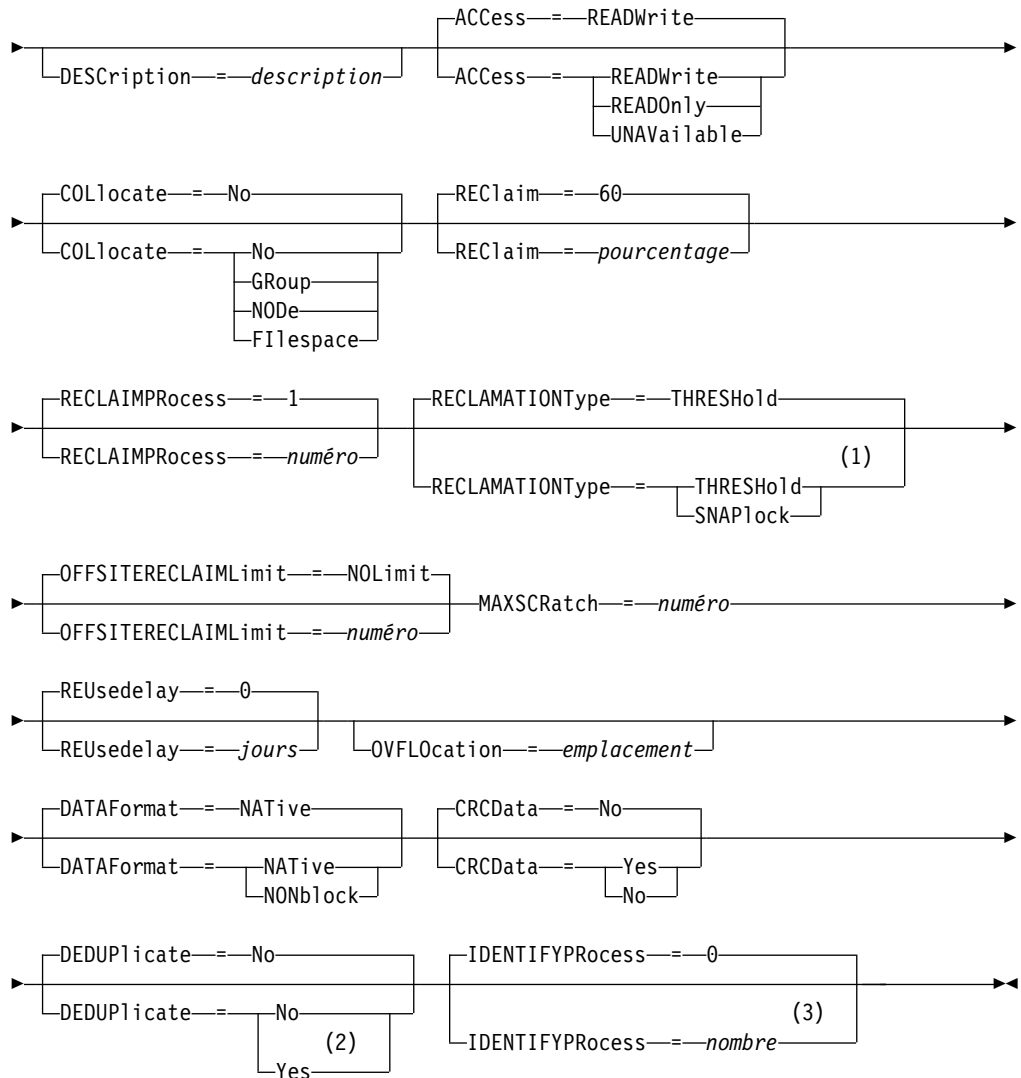 ACCess = READWrite
DESCription = description
ACCess = READWrite
READOnly
UNAVailable
COLlocate = No
REClaim = 60
COLlocate = No
REClaim = pourcentage
GRoup
NODe
FIlespace
RECLAIMPRocess = 1
RECLAMATIONType = THRESHold
RECLAIMPRocess = numéro
(1)
RECLAMATIONType = THRESHold
SNAPlock
OFFSITERECLAIMLimit = NOLimit
MAXSCRatch = numéro
OFFSITERECLAIMLimit = numéro
REUsedelay = 0
REUsedelay = jours
OVFLOcation = emplacement
DATAFormat = NATive
CRCData = No
DATAFormat = NATive
NONblock
CRCData = Yes
No
DEDUPlicate = No
IDENTIFYPRocess = 0
DEDUPlicate = No
(2)
Yes
(3)
IDENTIFYPRocess = nombre